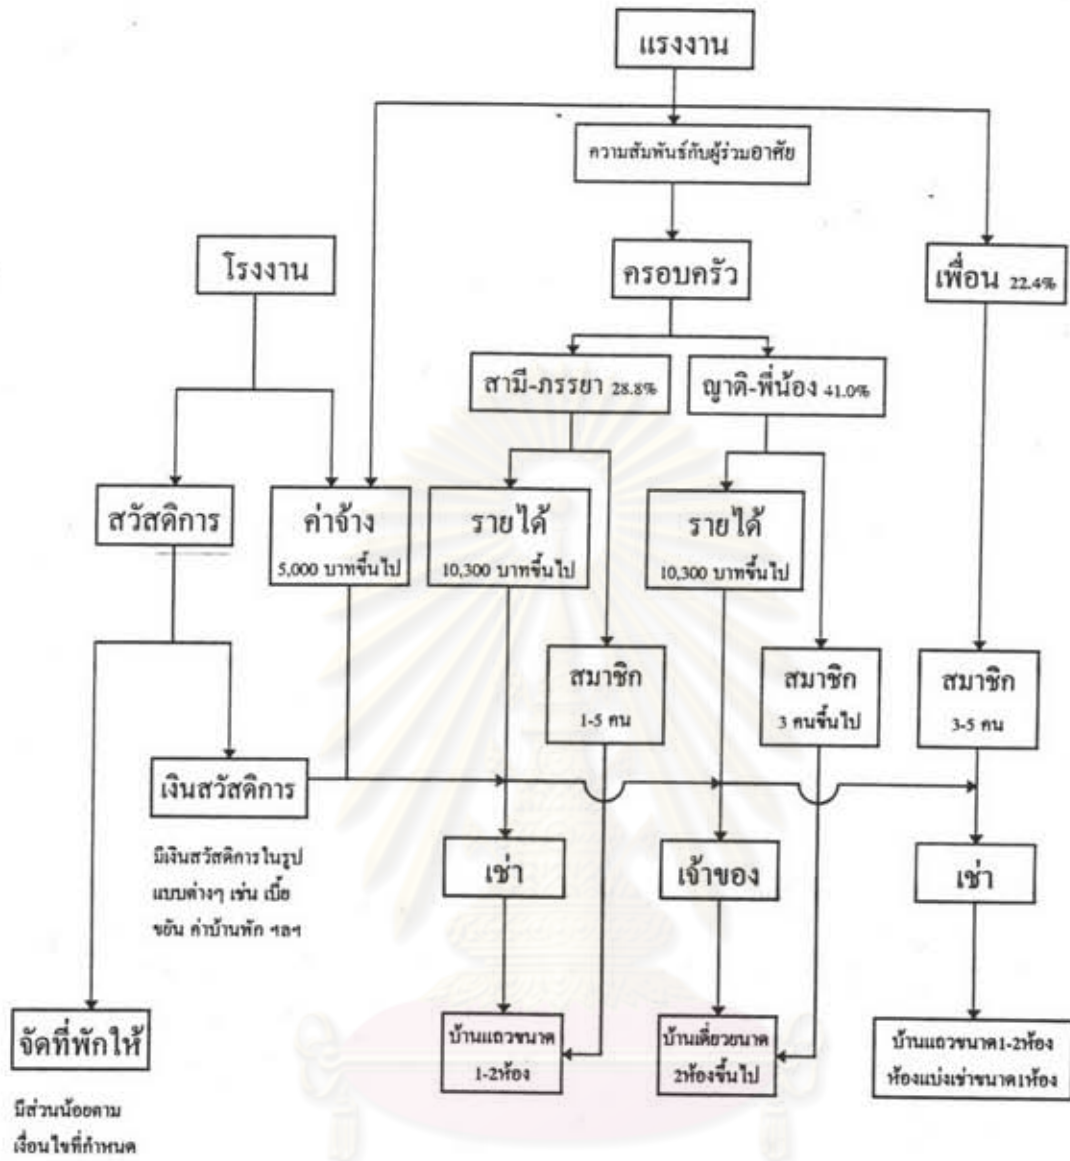 แรงงาน
ความสัมพันธ์กับผู้ร่วมอาศัย
โรงงาน
ครอบครัว
เพื่อน 22.4%
สามี-ภรรยา 28.8%
ญาติ-พี่น้อง 41.0%
สวัสดิการ
ค่าจ้าง
5,000 บาทขึ้นไป
รายได้
10,300 บาทขึ้นไป
รายได้
10,300 บาทขึ้นไป
สมาชิก
1-5 คน
สมาชิก
3 คนขึ้นไป
สมาชิก
3-5 คน
เงินสวัสดิการ
มีเงินสวัสดิการในรูป
แบบต่างๆ เช่น เบี้ย
ขยัน ค่าบ้านพัก ฯลฯ
เช่า
เจ้าของ
เช่า
จัดที่พักให้
มีส่วนน้อยตาม
เงื่อนไขที่กำหนด
บ้านแถวขนาด
1-2ห้อง
บ้านเดี่ยวขนาด
2ห้องขึ้นไป
บ้านแถวขนาด1-2ห้อง
ห้องแบ่งเช่าขนาด1ห้อง